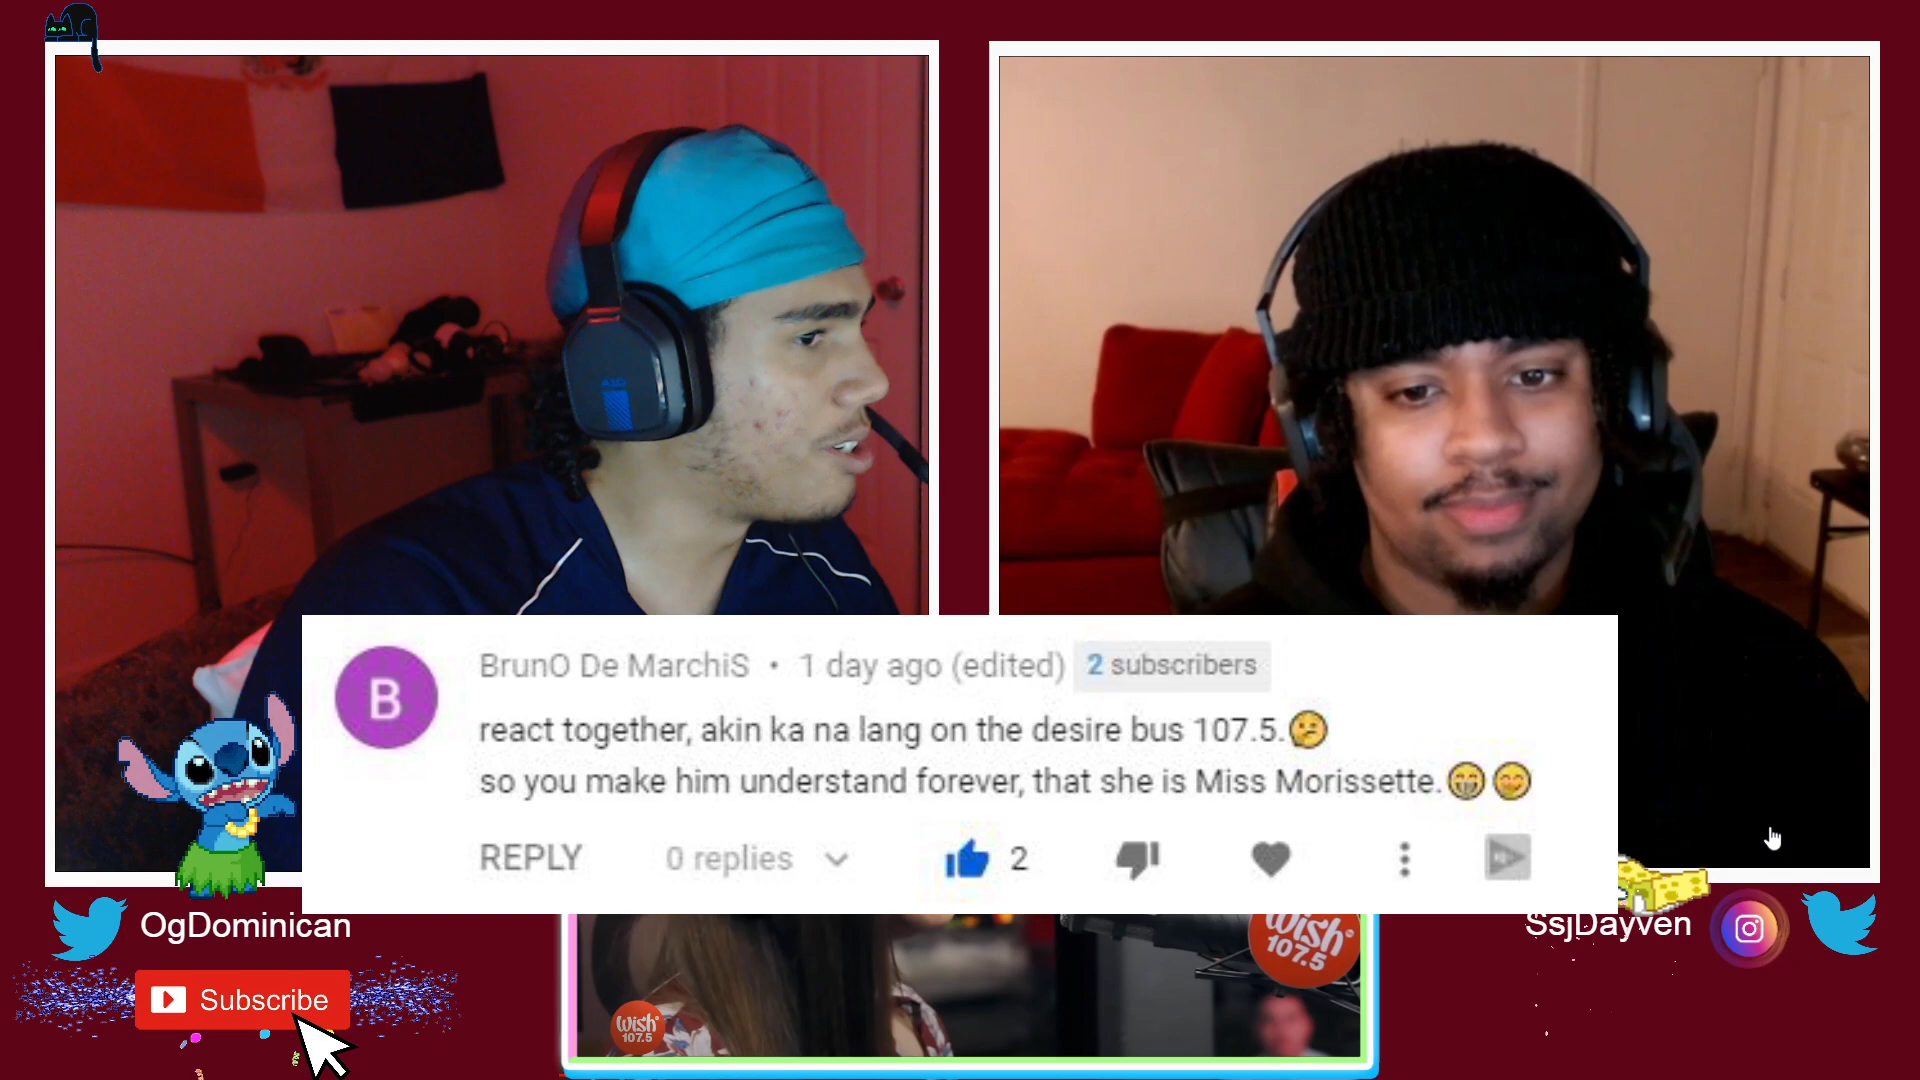 A10
B
BrunO De MarchiS • 1 day ago (edited) 2 subscribers
react together, akin ka na lang on the desire bus 107.5.🫤
so you make him understand forever, that she is Miss Morissette.😁😊
REPLY 0 replies 2
OgDominican
SsjDayven
Subscribe
wish
107.5
wish
107.5